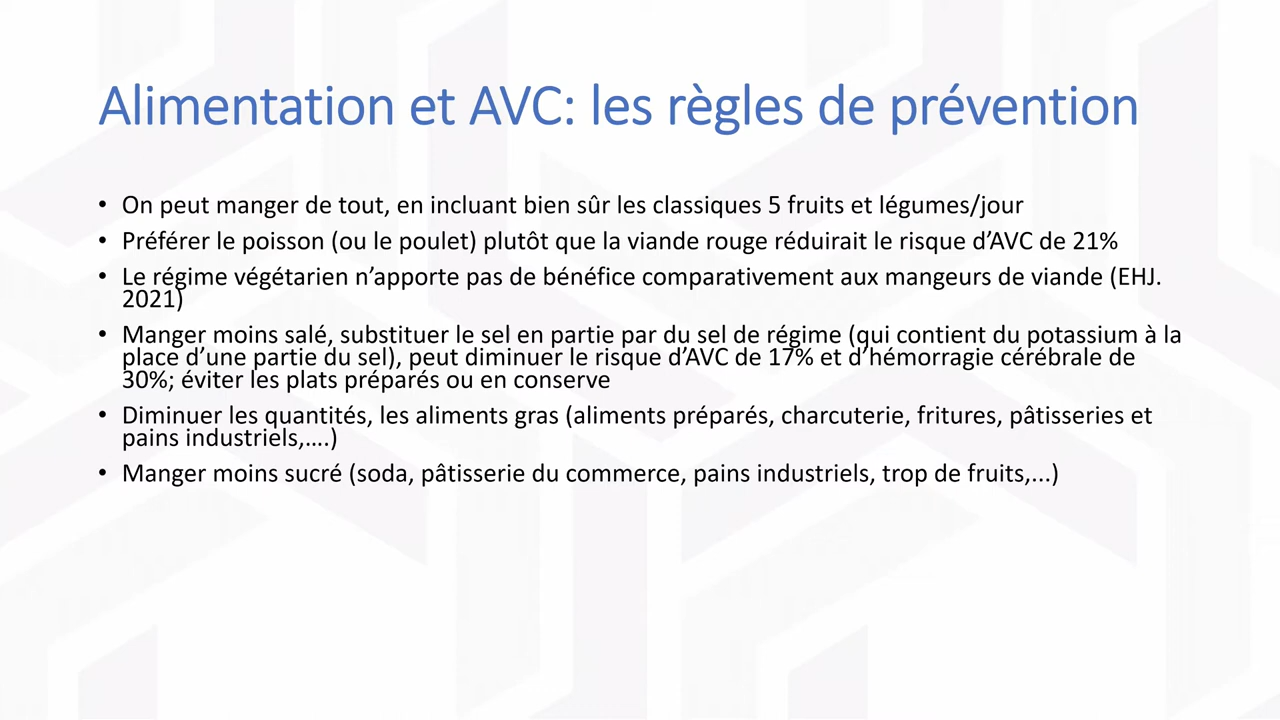 Alimentation et AVC: les règles de prévention
• On peut manger de tout, en incluant bien sûr les classiques 5 fruits et légumes/jour
• Préférer le poisson (ou le poulet) plutôt que la viande rouge réduirait le risque d’AVC de 21%
• Le régime végétarien n’apporte pas de bénéfice comparativement aux mangeurs de viande (EHJ.
2021)
• Manger moins salé, substituer le sel en partie par du sel de régime (qui contient du potassium à la
place d’une partie du sel), peut diminuer le risque d’AVC de 17% et d’hémorragie cérébrale de
30%; éviter les plats préparés ou en conserve
• Diminuer les quantités, les aliments gras (aliments préparés, charcuterie, fritures, pâtisseries et
pains industriels,….)
• Manger moins sucré (soda, pâtisserie du commerce, pains industriels, trop de fruits,...)